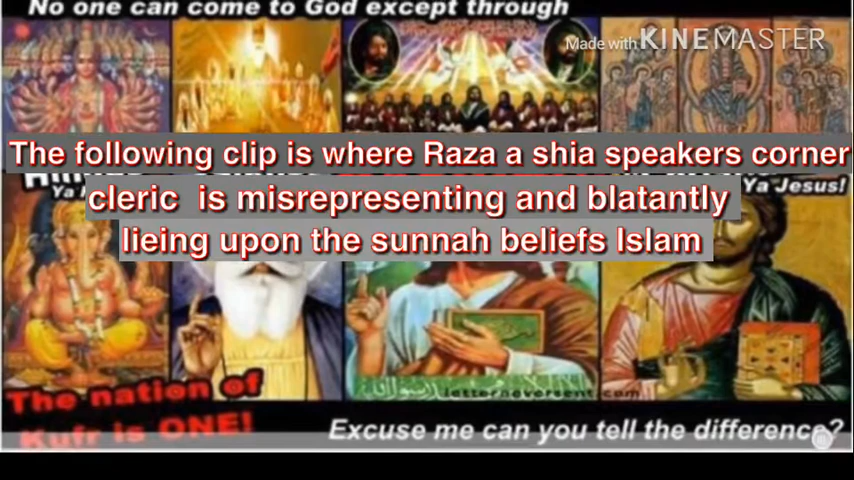 No one can come to God except through
Made with KINEMASTER
The following clip is where Raza a shia speakers corner
cleric is misrepresenting and blatantly
lieing upon the sunnah beliefs Islam
Ya Jesus!
The nation of
Kufr is ONE!
Excuse me can you tell the difference?